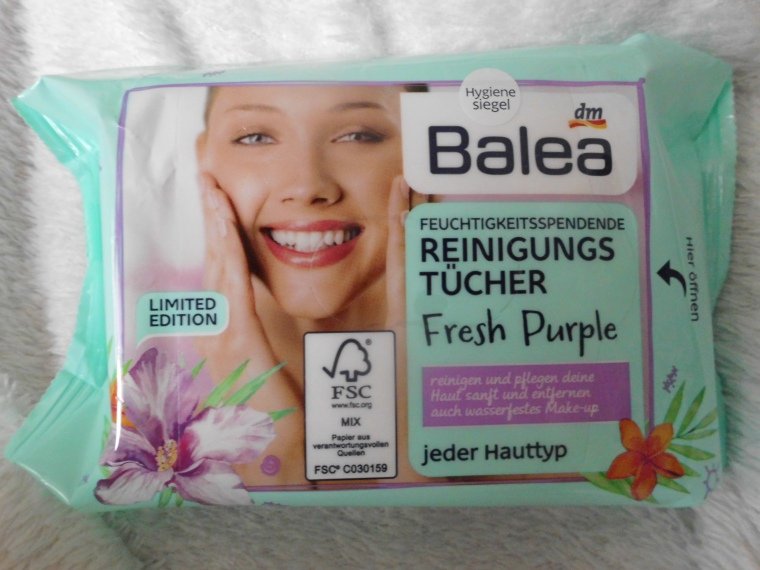 Hygiene
siegel
dm
Balea
FEUCHTIGKEITSSPENDENDE
REINIGUNGS
TÜCHER
Fresh Purple
reinigen und pflegen deine
Haut sanft und entfernen
auch wasserfestes Make-up
jeder Hauttyp
Hier öffnen
LIMITED
EDITION
FSC
www.fsc.org
MIX
Papier aus
verantwortungsvollen
Quellen
FSC® C030159